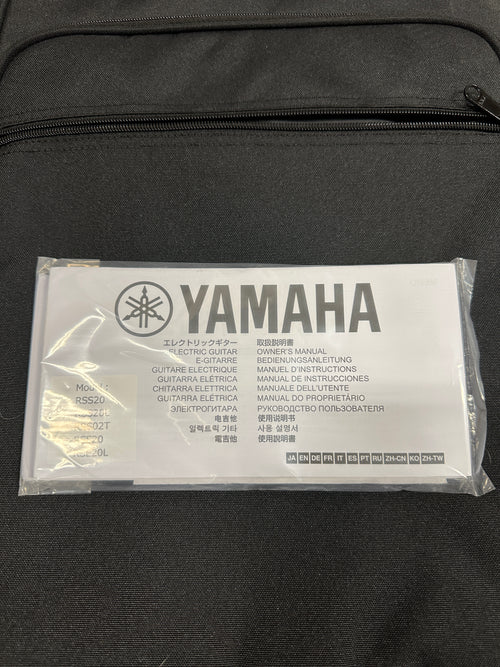 YAMAHA
エレクトリックギター 取扱説明書
ELECTRIC GUITAR OWNER'S MANUAL
E-GITARRE BEDIENUNGSANLEITUNG
GUITARE ELECTRIQUE MANUEL D'INSTRUCTIONS
GUITARRA ELÉTRICA MANUAL DE INSTRUCCIONES
CHITARRA ELETTRICA MANUALE DELL'UTENTE
GUITARRA ELÉTRICA MANUAL DO PROPRIETÁRIO
ЭЛЕКТРОГИТАРА РУКОВОДСТВО ПОЛЬЗОВАТЕЛЯ
电吉他 使用说明书
일렉트릭 기타 사용 설명서
電吉他 使用說明書
Model:
RSS20
RSS02T
RSE20L
JA EN DE FR IT ES PT RU ZH-CN KO ZH-TW